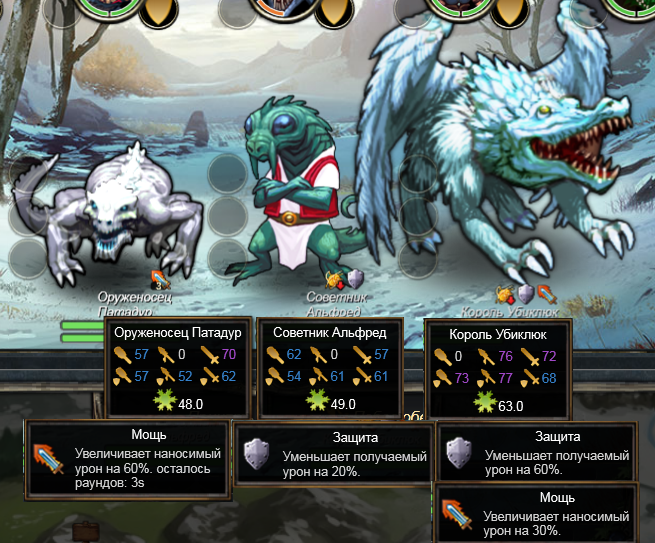 3
Оруженосец
Патадур
Советник
Альфред
Король Убиклюк
Оруженосец Патадур
57 0 70
57 52 62
48.0
Советник Альфред
62 0 57
54 61 61
49.0
Король Убиклюк
0 76 72
73 77 68
63.0
Мощь
Увеличивает наносимый
урон на 60%. осталось
раундов: 3s
Защита
Уменьшает получаемый
урон на 20%.
Защита
Уменьшает получаемый
урон на 60%.
Мощь
Увеличивает наносимый
урон на 30%.